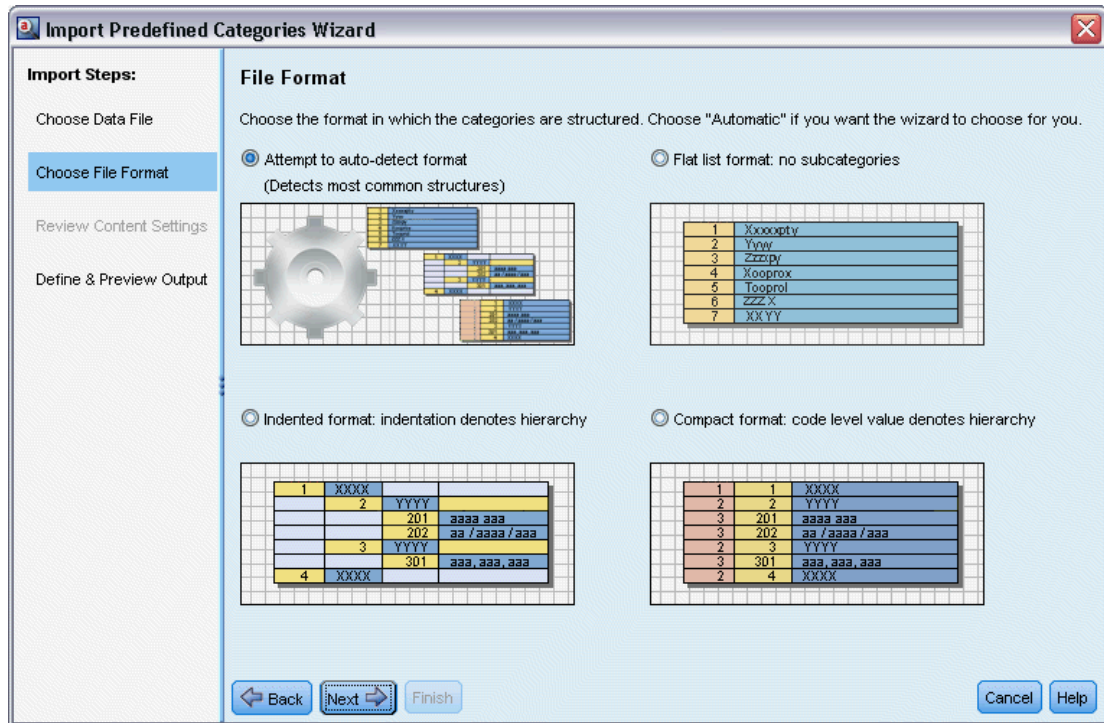 Import Predefined Categories Wizard
Import Steps:
Choose Data File
Choose File Format
Review Content Settings
Define & Preview Output
File Format
Choose the format in which the categories are structured. Choose "Automatic" if you want the wizard to choose for you.
Attempt to auto-detect format
(Detects most common structures)
Flat list format: no subcategories
1 Xxxxxpty
2 Yyyy
3 Zzzxpy
4 Xooprox
5 Tooprol
6 ZZZ X
7 XX YY
Indented format: indentation denotes hierarchy
1 XXXX
2 YYYY
201 aaaa aaa
202 aa / aaaa / aaa
3 YYYY
301 aaa, aaa, aaa
4 XXXX
Compact format: code level value denotes hierarchy
1 1 XXXX
2 2 YYYY
3 201 aaaa aaa
3 202 aa / aaaa / aaa
2 3 YYYY
3 301 aaa, aaa, aaa
2 4 XXXX
Back
Next
Finish
Cancel
Help